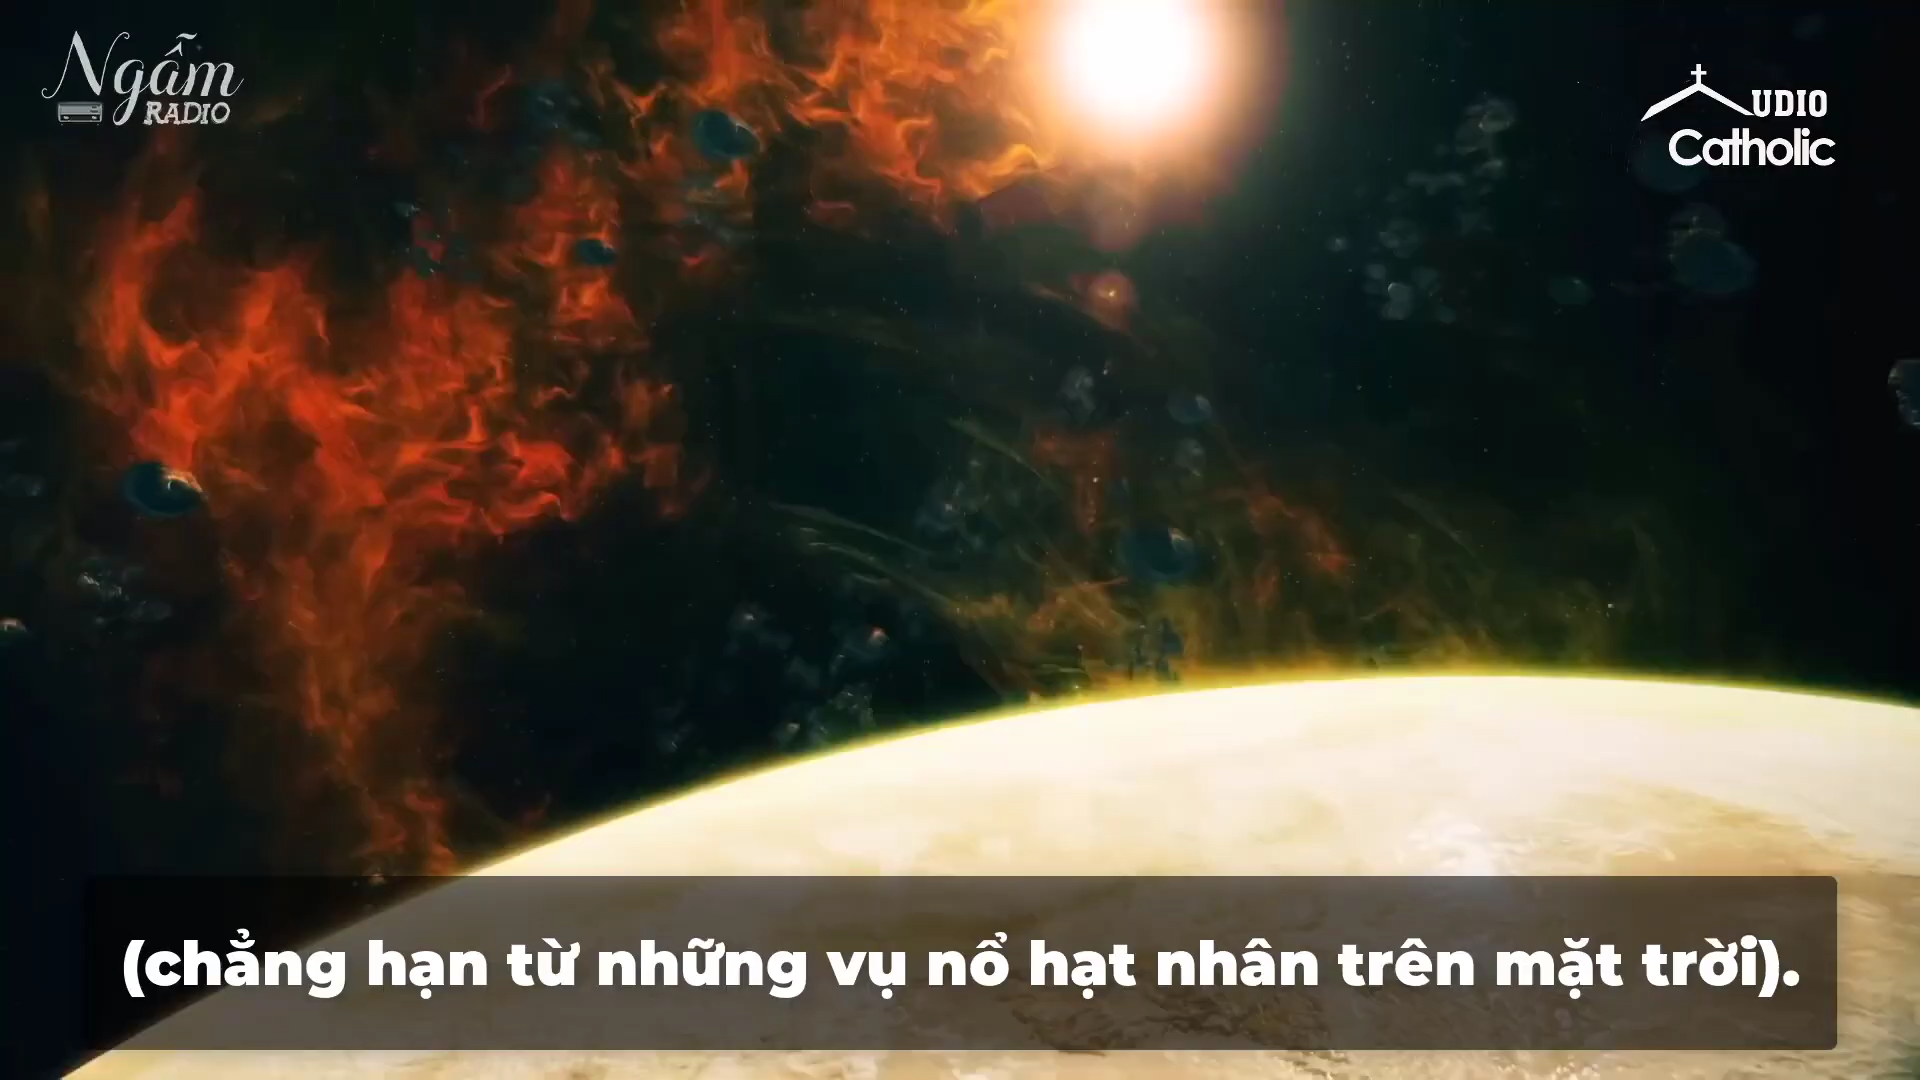 Ngẫm
RADIO
UDIO
Catholic
(chẳng hạn từ những vụ nổ hạt nhân trên mặt trời).